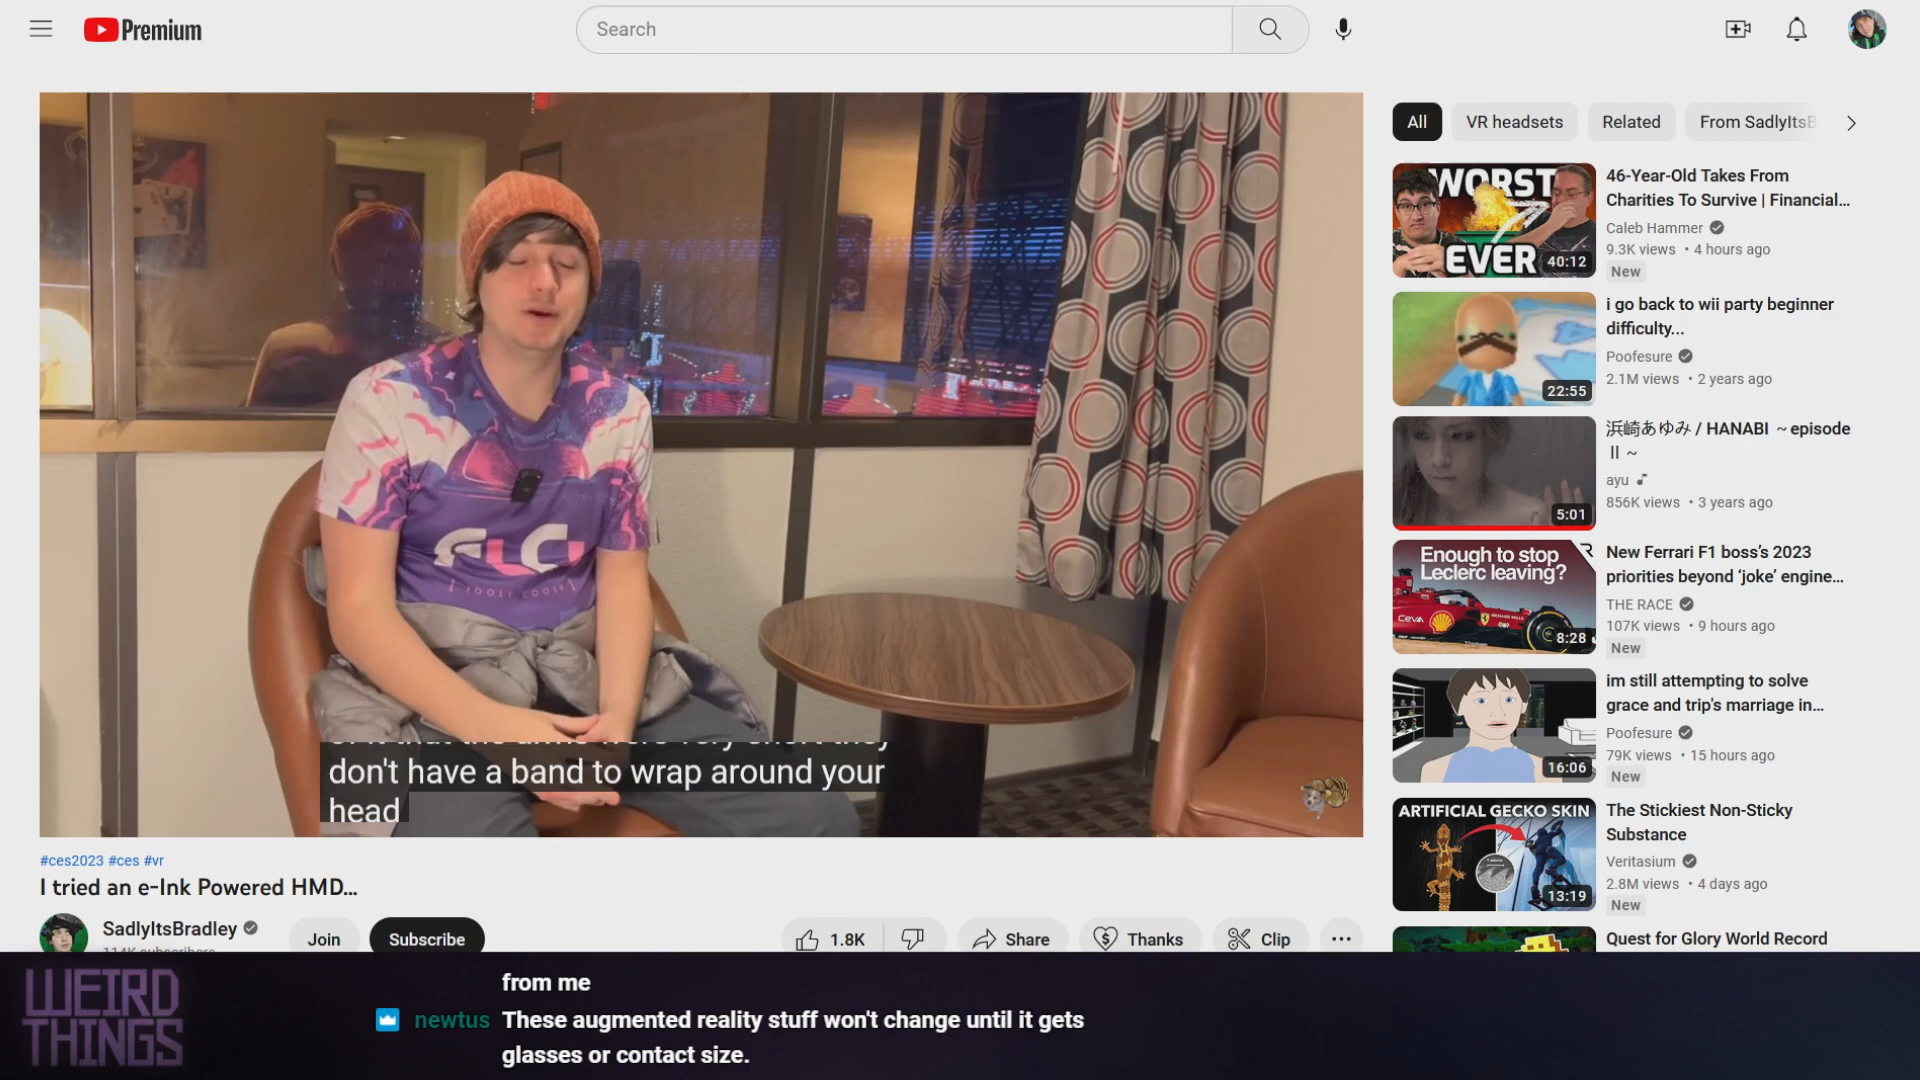 Premium
Search
All
VR headsets
Related
From SadlyItsB
WORST
EVER
40:12
46-Year-Old Takes From
Charities To Survive | Financial...
Caleb Hammer
9.3K views • 4 hours ago
New
22:55
i go back to wii party beginner
difficulty...
Poofesure
2.1M views • 2 years ago
5:01
浜崎あゆみ / HANABI ～episode
II ～
ayu
856K views • 3 years ago
Enough to stop
Leclerc leaving?
CEVA
8:28
New Ferrari F1 boss's 2023
priorities beyond 'joke' engine...
THE RACE
107K views • 9 hours ago
New
16:06
im still attempting to solve
grace and trip's marriage in...
Poofesure
79K views • 15 hours ago
New
ARTIFICIAL GECKO SKIN
13:19
The Stickiest Non-Sticky
Substance
Veritasium
2.8M views • 4 days ago
New
Quest for Glory World Record
don't have a band to wrap around your
head
#ces2023 #ces #vr
I tried an e-Ink Powered HMD...
SadlyItsBradley
Join
Subscribe
1.8K
Share
Thanks
Clip
WEIRD
THINGS
from me
newtus These augmented reality stuff won't change until it gets
glasses or contact size.